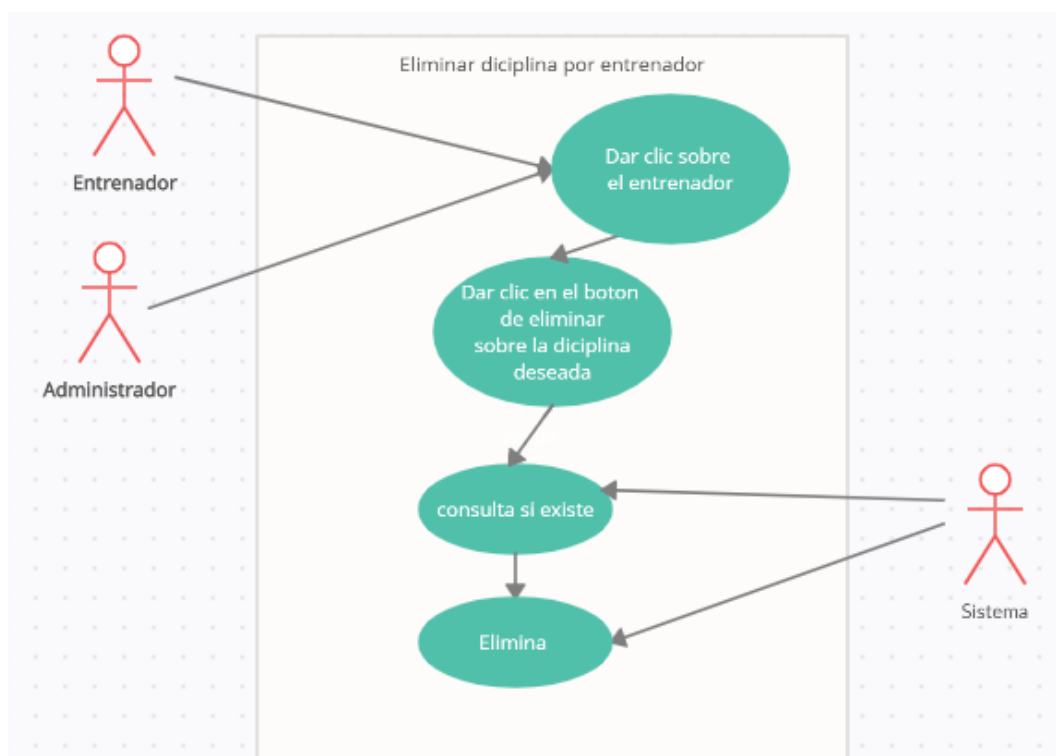 Eliminar diciplina por entrenador
Dar clic sobre
el entrenador
Entrenador
Dar clic en el boton
de eliminar
sobre la diciplina
deseada
Administrador
consulta si existe
Sistema
Elimina